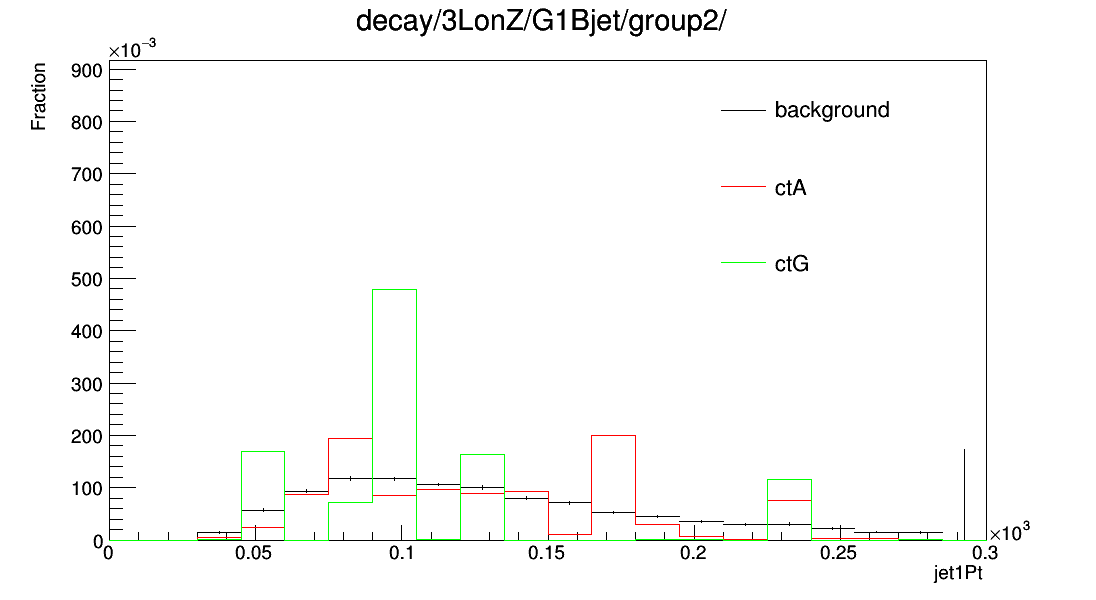 decay/3LonZ/G1Bjet/group2/
×10⁻³
Fraction
900
800
700
600
500
400
300
200
100
0
background
ctA
ctG
0 0.05 0.1 0.15 0.2 0.25 0.3
×10³
jet1Pt